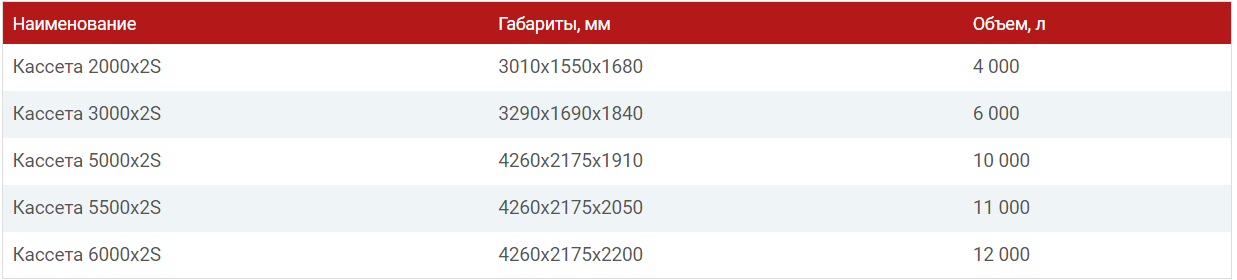 Наименование Габариты, мм Объем, л
Кассета 2000x2S 3010x1550x1680 4 000
Кассета 3000x2S 3290x1690x1840 6 000
Кассета 5000x2S 4260x2175x1910 10 000
Кассета 5500x2S 4260x2175x2050 11 000
Кассета 6000x2S 4260x2175x2200 12 000